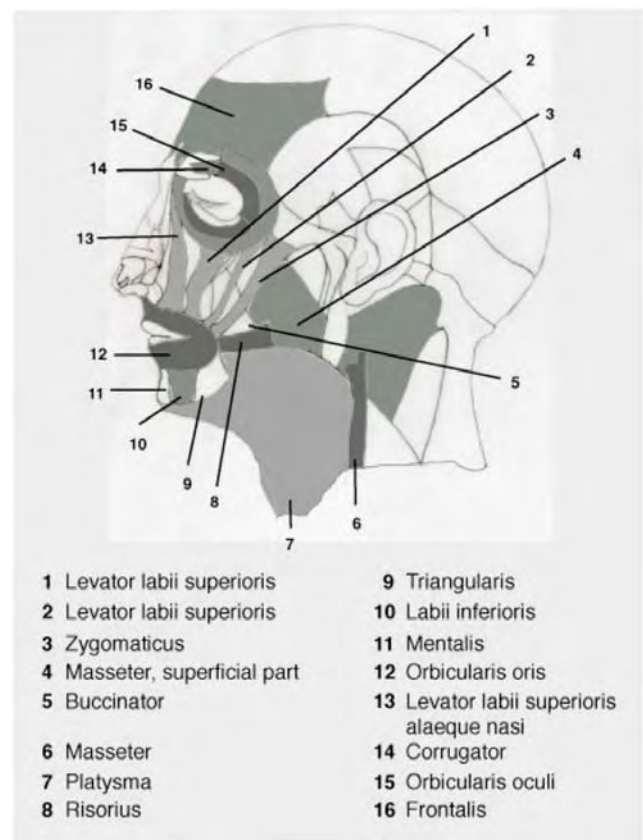 1
2
3
4
16
15
14
13
12
11
10
9
8
7
6
5
1 Levator labii superioris
2 Levator labii superioris
3 Zygomaticus
4 Masseter, superficial part
5 Buccinator
6 Masseter
7 Platysma
8 Risorius
9 Triangularis
10 Labii inferioris
11 Mentalis
12 Orbicularis oris
13 Levator labii superioris
alaeque nasi
14 Corrugator
15 Orbicularis oculi
16 Frontalis